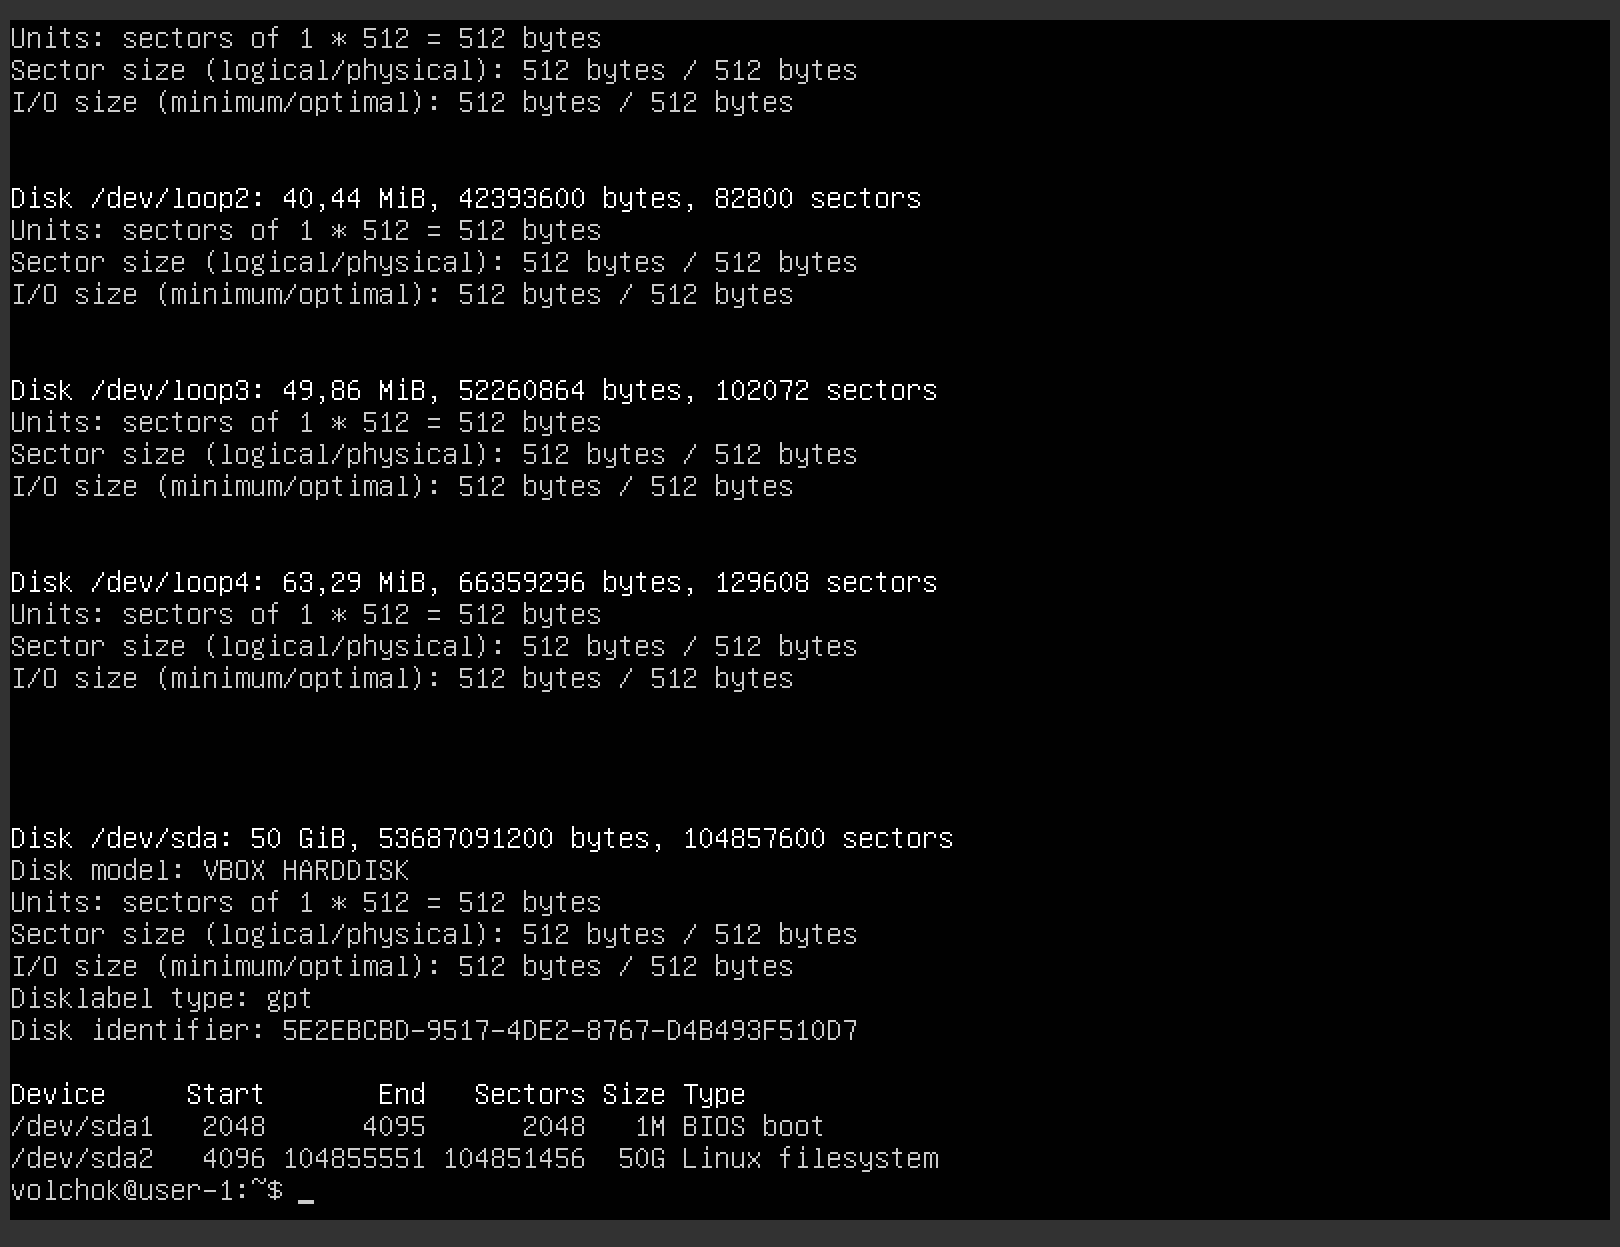 Units: sectors of 1 * 512 = 512 bytes
Sector size (logical/physical): 512 bytes / 512 bytes
I/O size (minimum/optimal): 512 bytes / 512 bytes
Disk /dev/loop2: 40,44 MiB, 42393600 bytes, 82800 sectors
Units: sectors of 1 * 512 = 512 bytes
Sector size (logical/physical): 512 bytes / 512 bytes
I/O size (minimum/optimal): 512 bytes / 512 bytes
Disk /dev/loop3: 49,86 MiB, 52260864 bytes, 102072 sectors
Units: sectors of 1 * 512 = 512 bytes
Sector size (logical/physical): 512 bytes / 512 bytes
I/O size (minimum/optimal): 512 bytes / 512 bytes
Disk /dev/loop4: 63,29 MiB, 66359296 bytes, 129608 sectors
Units: sectors of 1 * 512 = 512 bytes
Sector size (logical/physical): 512 bytes / 512 bytes
I/O size (minimum/optimal): 512 bytes / 512 bytes
Disk /dev/sda: 50 GiB, 53687091200 bytes, 104857600 sectors
Disk model: VBOX HARDDISK
Units: sectors of 1 * 512 = 512 bytes
Sector size (logical/physical): 512 bytes / 512 bytes
I/O size (minimum/optimal): 512 bytes / 512 bytes
Disklabel type: gpt
Disk identifier: 5E2EBCBD-9517-4DE2-8767-D4B493F510D7
Device     Start       End   Sectors Size Type
/dev/sda1   2048      4095      2048   1M BIOS boot
/dev/sda2   4096 104855551 104851456  50G Linux filesystem
volchok@user-1:~$ _